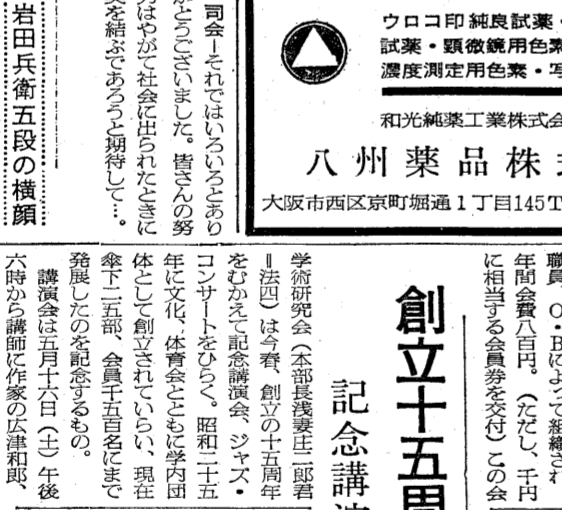 ウロコ印純良試薬・
試薬・顕微鏡用色素
濃度測定用色素・写
和光純薬工業株式会
八州薬品株
大阪市西区京町堀通1丁目145T
司会―それではいろいろとあり
がとうございました。皆さんの努
力はやがて社会に出られたときに
実を結ぶであろうと期待して…。
岩田兵衛五段の横顔
職員、O・Bによって組織され
年間会費八百円。(ただし、千円
に相当する会員券を交付)この会
創立十五周
記念講演
学術研究会(本部長浅妻庄二郎君
=法四)は今春、創立の十五周年
をむかえて記念講演会、ジャズ・
コンサートをひらく。昭和二十五
年に文化、体育会とともに学内団
体として創立されていらい、現在
傘下二五部、会員千五百名にまで
発展したのを記念するもの。
講演会は五月十六日(土)午後
六時から講師に作家の広津和郎、